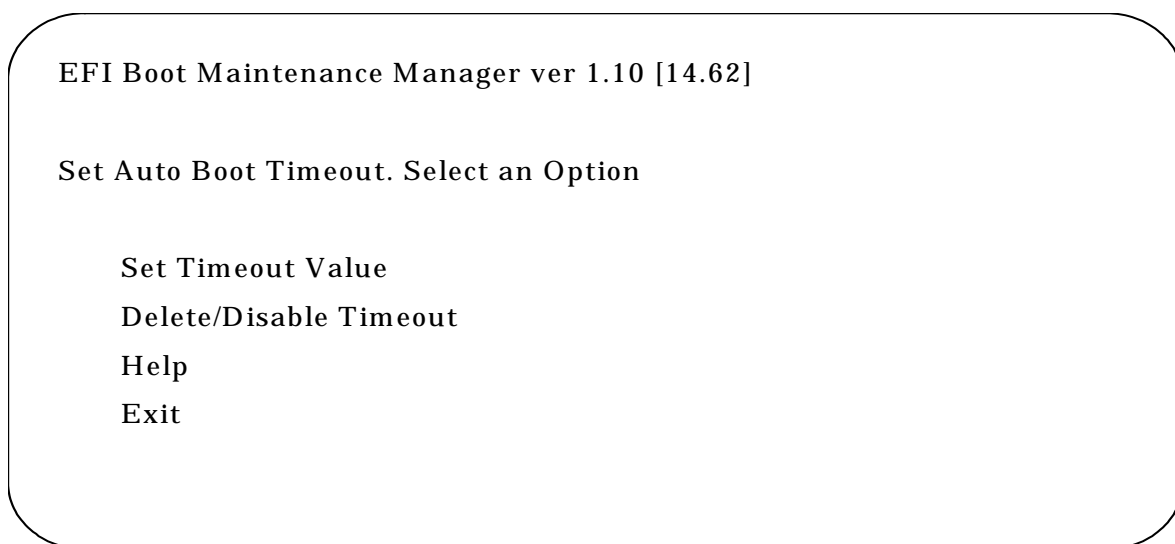 EFI Boot Maintenance Manager ver 1.10 [14.62]
Set Auto Boot Timeout. Select an Option
Set Timeout Value
Delete/Disable Timeout
Help
Exit